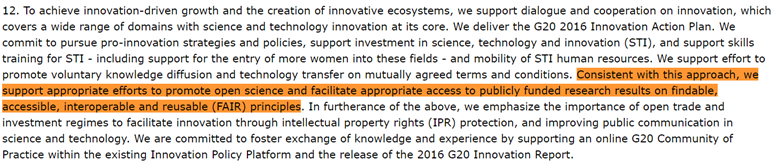 12. To achieve innovation-driven growth and the creation of innovative ecosystems, we support dialogue and cooperation on innovation, which
covers a wide range of domains with science and technology innovation at its core. We deliver the G20 2016 Innovation Action Plan. We
commit to pursue pro-innovation strategies and policies, support investment in science, technology and innovation (STI), and support skills
training for STI - including support for the entry of more women into these fields - and mobility of STI human resources. We support effort to
promote voluntary knowledge diffusion and technology transfer on mutually agreed terms and conditions. Consistent with this approach, we
support appropriate efforts to promote open science and facilitate appropriate access to publicly funded research results on findable,
accessible, interoperable and reusable (FAIR) principles. In furtherance of the above, we emphasize the importance of open trade and
investment regimes to facilitate innovation through intellectual property rights (IPR) protection, and improving public communication in
science and technology. We are committed to foster exchange of knowledge and experience by supporting an online G20 Community of
Practice within the existing Innovation Policy Platform and the release of the 2016 G20 Innovation Report.